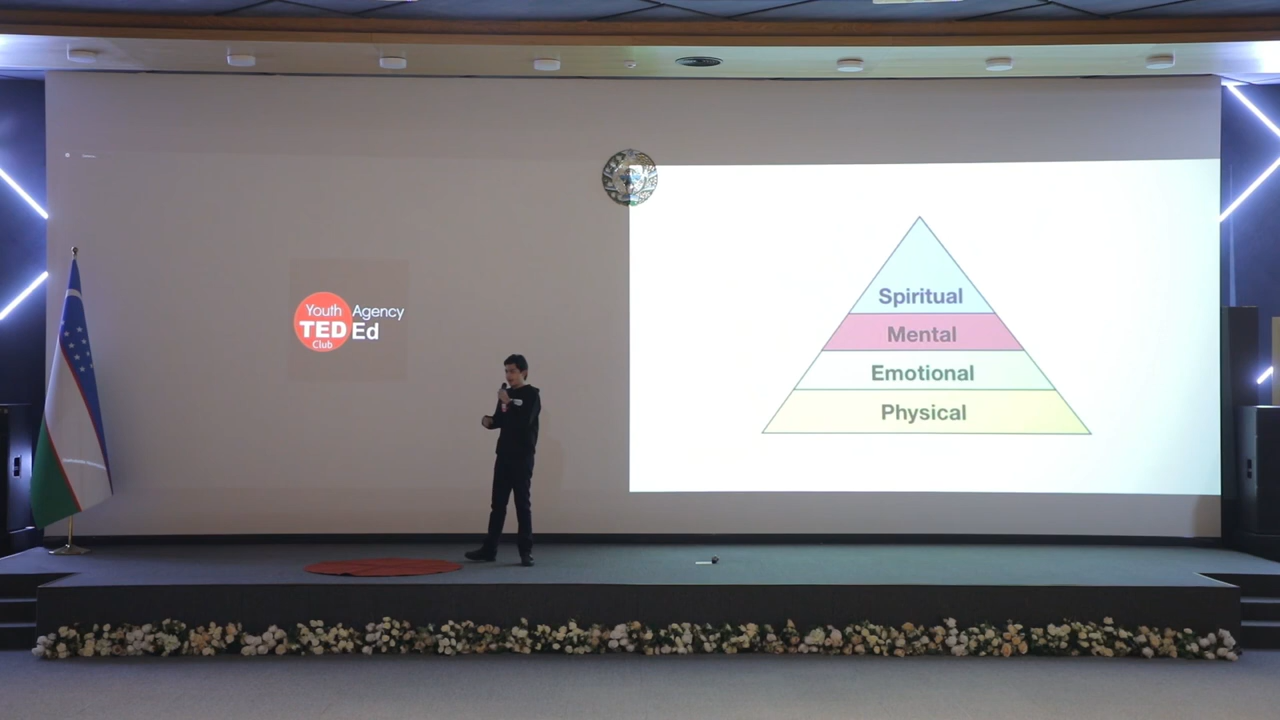 Youth Agency
TED Ed
Club
Spiritual
Mental
Emotional
Physical